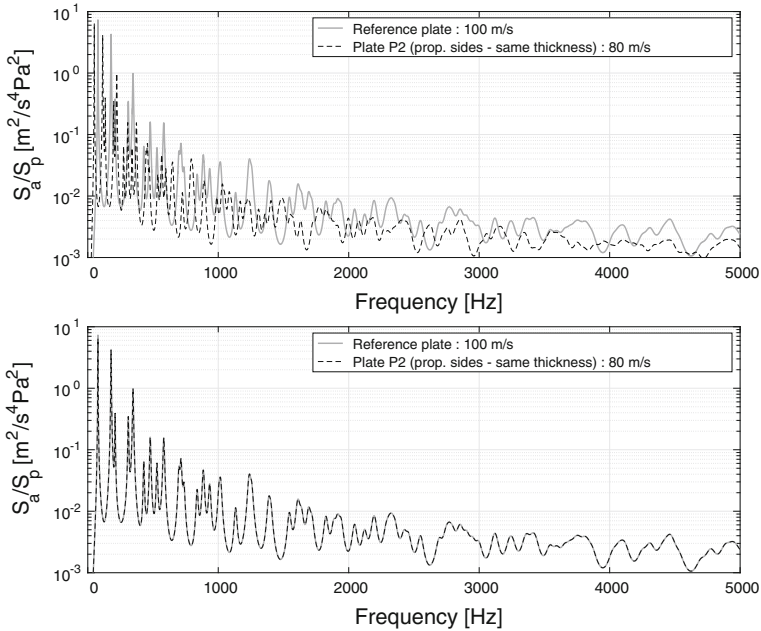 10^1
10^0
10^-1
10^-2
10^-3
S_a/S_p [m^2/s^4Pa^2]
Reference plate : 100 m/s
Plate P2 (prop. sides - same thickness) : 80 m/s
0 1000 2000 3000 4000 5000
Frequency [Hz]
10^1
10^0
10^-1
10^-2
10^-3
S_a/S_p [m^2/s^4Pa^2]
Reference plate : 100 m/s
Plate P2 (prop. sides - same thickness) : 80 m/s
0 1000 2000 3000 4000 5000
Frequency [Hz]